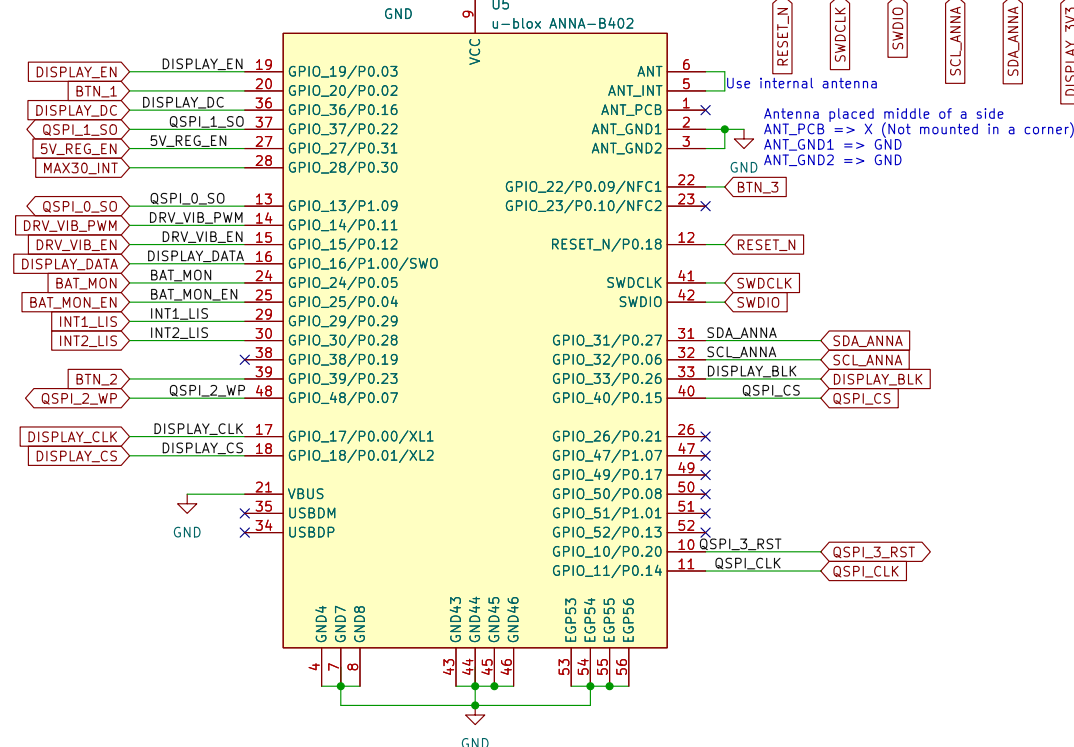 GND
9
U5
u-blox ANNA-B402
VCC
RESET_N
SWDCLK
SWDIO
SCL_ANNA
SDA_ANNA
DISPLAY_3V3
DISPLAY_EN DISPLAY_EN 19 GPIO_19/P0.03
BTN_1 20 GPIO_20/P0.02
DISPLAY_DC DISPLAY_DC 36 GPIO_36/P0.16
QSPI_1_SO QSPI_1_SO 37 GPIO_37/P0.22
5V_REG_EN 5V_REG_EN 27 GPIO_27/P0.31
MAX30_INT 28 GPIO_28/P0.30
QSPI_0_SO QSPI_0_SO 13 GPIO_13/P1.09
DRV_VIB_PWM DRV_VIB_PWM 14 GPIO_14/P0.11
DRV_VIB_EN DRV_VIB_EN 15 GPIO_15/P0.12
DISPLAY_DATA DISPLAY_DATA 16 GPIO_16/P1.00/SWO
BAT_MON BAT_MON 24 GPIO_24/P0.05
BAT_MON_EN BAT_MON_EN 25 GPIO_25/P0.04
INT1_LIS INT1_LIS 29 GPIO_29/P0.29
INT2_LIS INT2_LIS 30 GPIO_30/P0.28
38 GPIO_38/P0.19
BTN_2 39 GPIO_39/P0.23
QSPI_2_WP QSPI_2_WP 48 GPIO_48/P0.07
DISPLAY_CLK DISPLAY_CLK 17 GPIO_17/P0.00/XL1
DISPLAY_CS DISPLAY_CS 18 GPIO_18/P0.01/XL2
21 VBUS
35 USBDM
34 USBDP
GND
ANT 6
ANT_INT 5
Use internal antenna
ANT_PCB 1
ANT_GND1 2
ANT_GND2 3
GND
Antenna placed middle of a side
ANT_PCB => X (Not mounted in a corner)
ANT_GND1 => GND
ANT_GND2 => GND
GPIO_22/P0.09/NFC1 22 BTN_3
GPIO_23/P0.10/NFC2 23
RESET_N/P0.18 12 RESET_N
SWDCLK 41 SWDCLK
SWDIO 42 SWDIO
GPIO_31/P0.27 31 SDA_ANNA SDA_ANNA
GPIO_32/P0.06 32 SCL_ANNA SCL_ANNA
GPIO_33/P0.26 33 DISPLAY_BLK DISPLAY_BLK
GPIO_40/P0.15 40 QSPI_CS QSPI_CS
GPIO_26/P0.21 26
GPIO_47/P1.07 47
GPIO_49/P0.17 49
GPIO_50/P0.08 50
GPIO_51/P1.01 51
GPIO_52/P0.13 52
GPIO_10/P0.20 10 QSPI_3_RST QSPI_3_RST
GPIO_11/P0.14 11 QSPI_CLK QSPI_CLK
GND4 GND7 GND8 GND43 GND44 GND45 GND46 EGP53 EGP54 EGP55 EGP56
4 7 8 43 44 45 46 53 54 55 56
GND